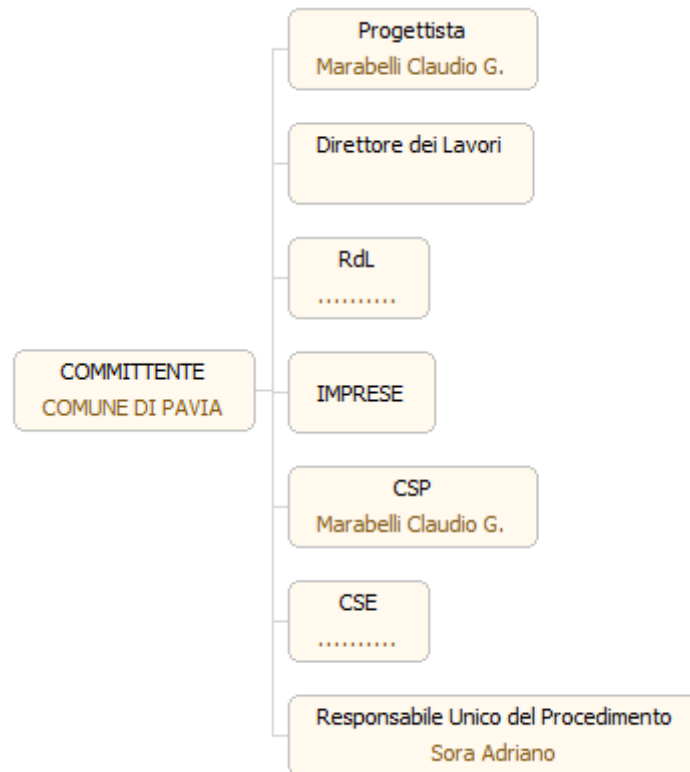 Progettista
Marabelli Claudio G.
Direttore dei Lavori
RdL
..........
COMMITTENTE
COMUNE DI PAVIA
IMPRESE
CSP
Marabelli Claudio G.
CSE
..........
Responsabile Unico del Procedimento
Sora Adriano